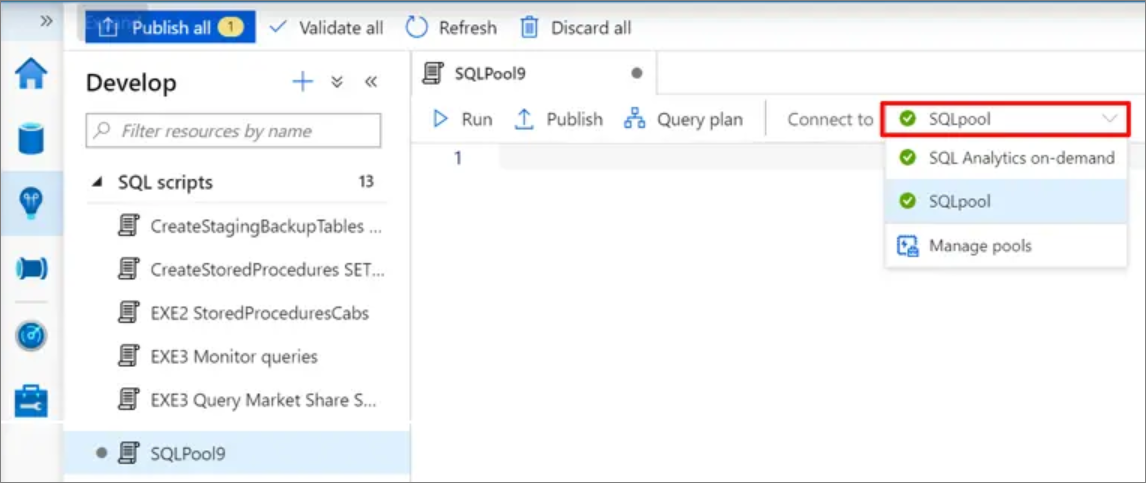 Publish all 1 Validate all Refresh Discard all
Develop
Filter resources by name
SQL scripts 13
CreateStagingBackupTables ...
CreateStoredProcedures SET...
EXE2 StoredProceduresCabs
EXE3 Monitor queries
EXE3 Query Market Share S...
SQLPool9
SQLPool9
Run Publish Query plan Connect to SQLpool
1
SQL Analytics on-demand
SQLpool
Manage pools